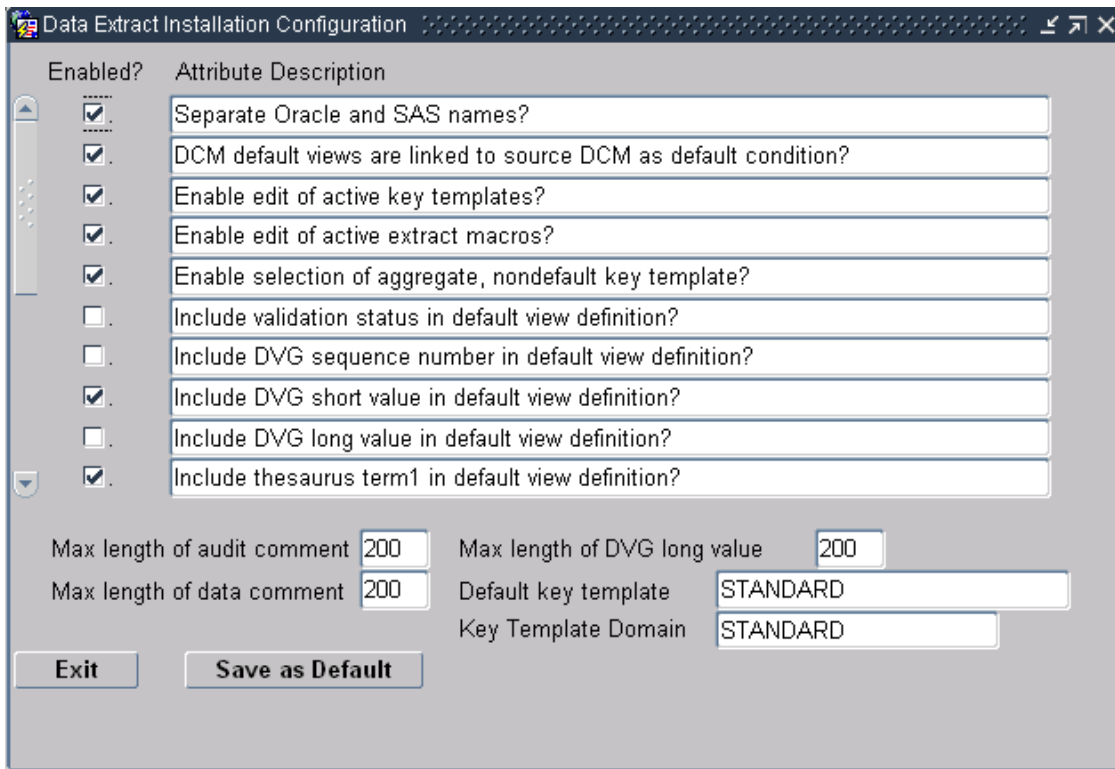 Data Extract Installation Configuration
Enabled? Attribute Description
Separate Oracle and SAS names?
DCM default views are linked to source DCM as default condition?
Enable edit of active key templates?
Enable edit of active extract macros?
Enable selection of aggregate, nondefault key template?
Include validation status in default view definition?
Include DVG sequence number in default view definition?
Include DVG short value in default view definition?
Include DVG long value in default view definition?
Include thesaurus term1 in default view definition?
Max length of audit comment 200 Max length of DVG long value 200
Max length of data comment 200 Default key template STANDARD
Key Template Domain STANDARD
Exit Save as Default